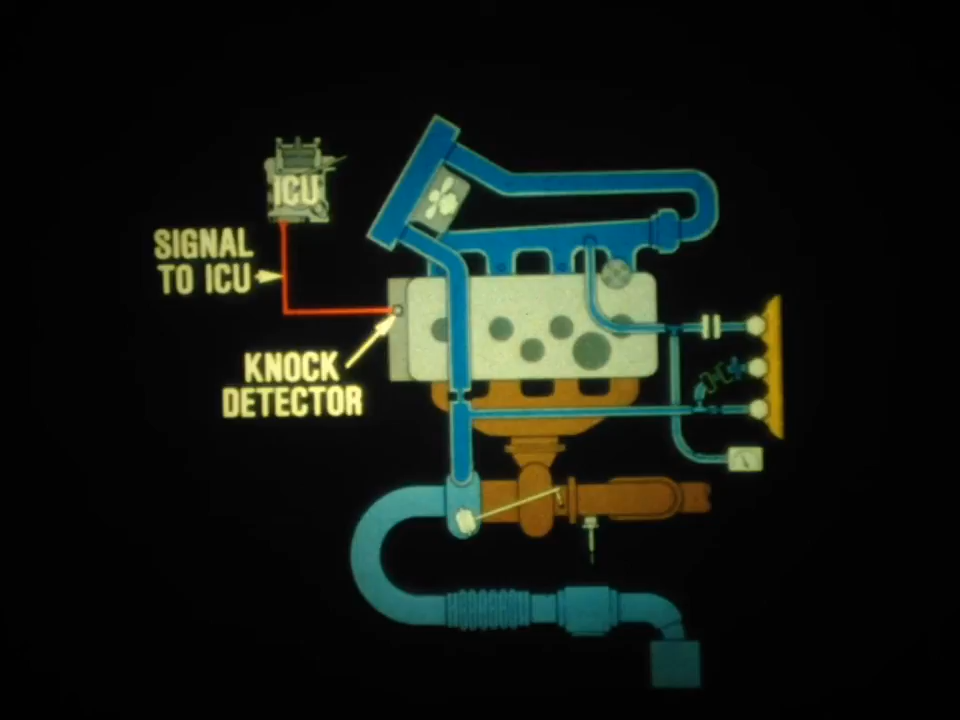 ICU
SIGNAL
TO ICU
KNOCK
DETECTOR